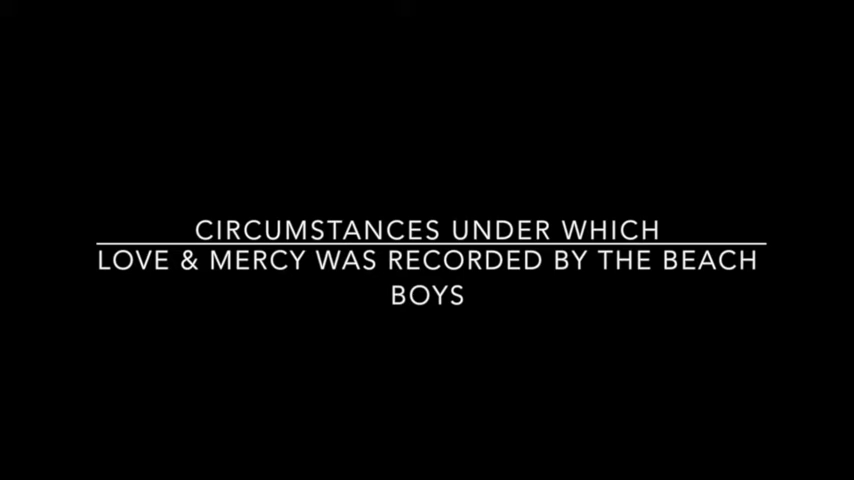 CIRCUMSTANCES UNDER WHICH
LOVE & MERCY WAS RECORDED BY THE BEACH
BOYS